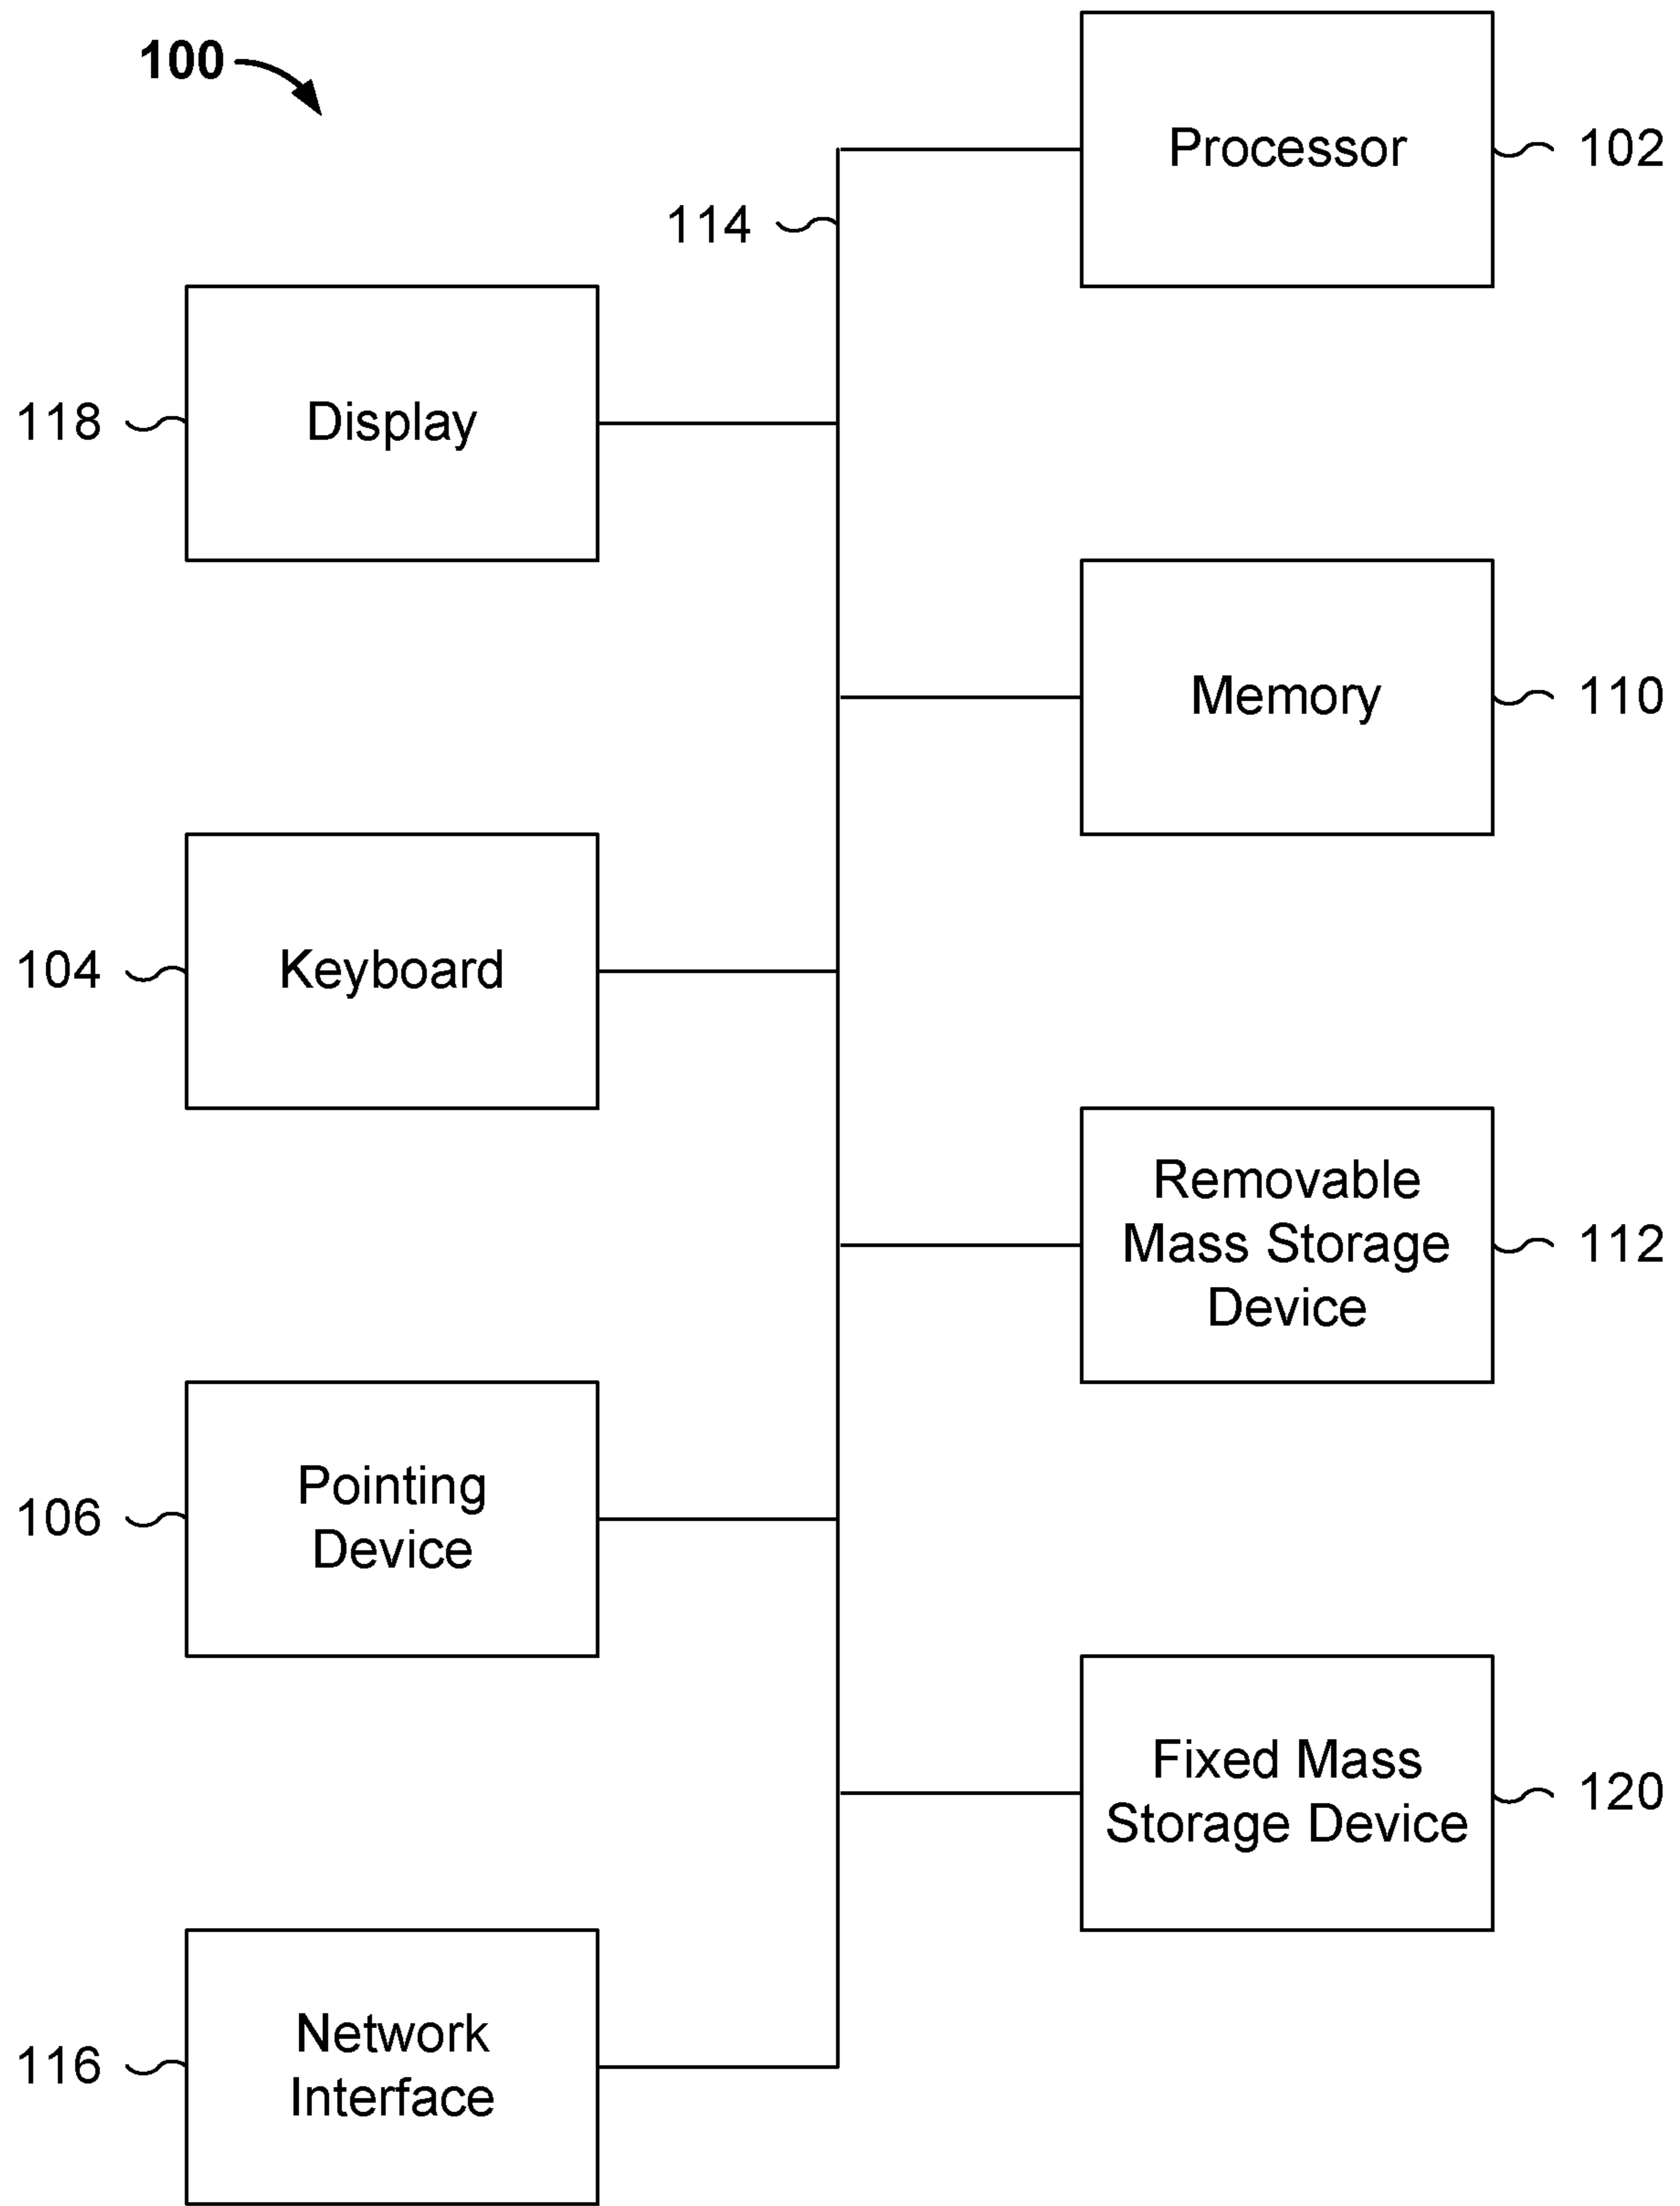 100
Processor
102
114
Display
118
Memory
110
Keyboard
104
Removable
Mass Storage
Device
112
Pointing
Device
106
Fixed Mass
Storage Device
120
Network
Interface
116